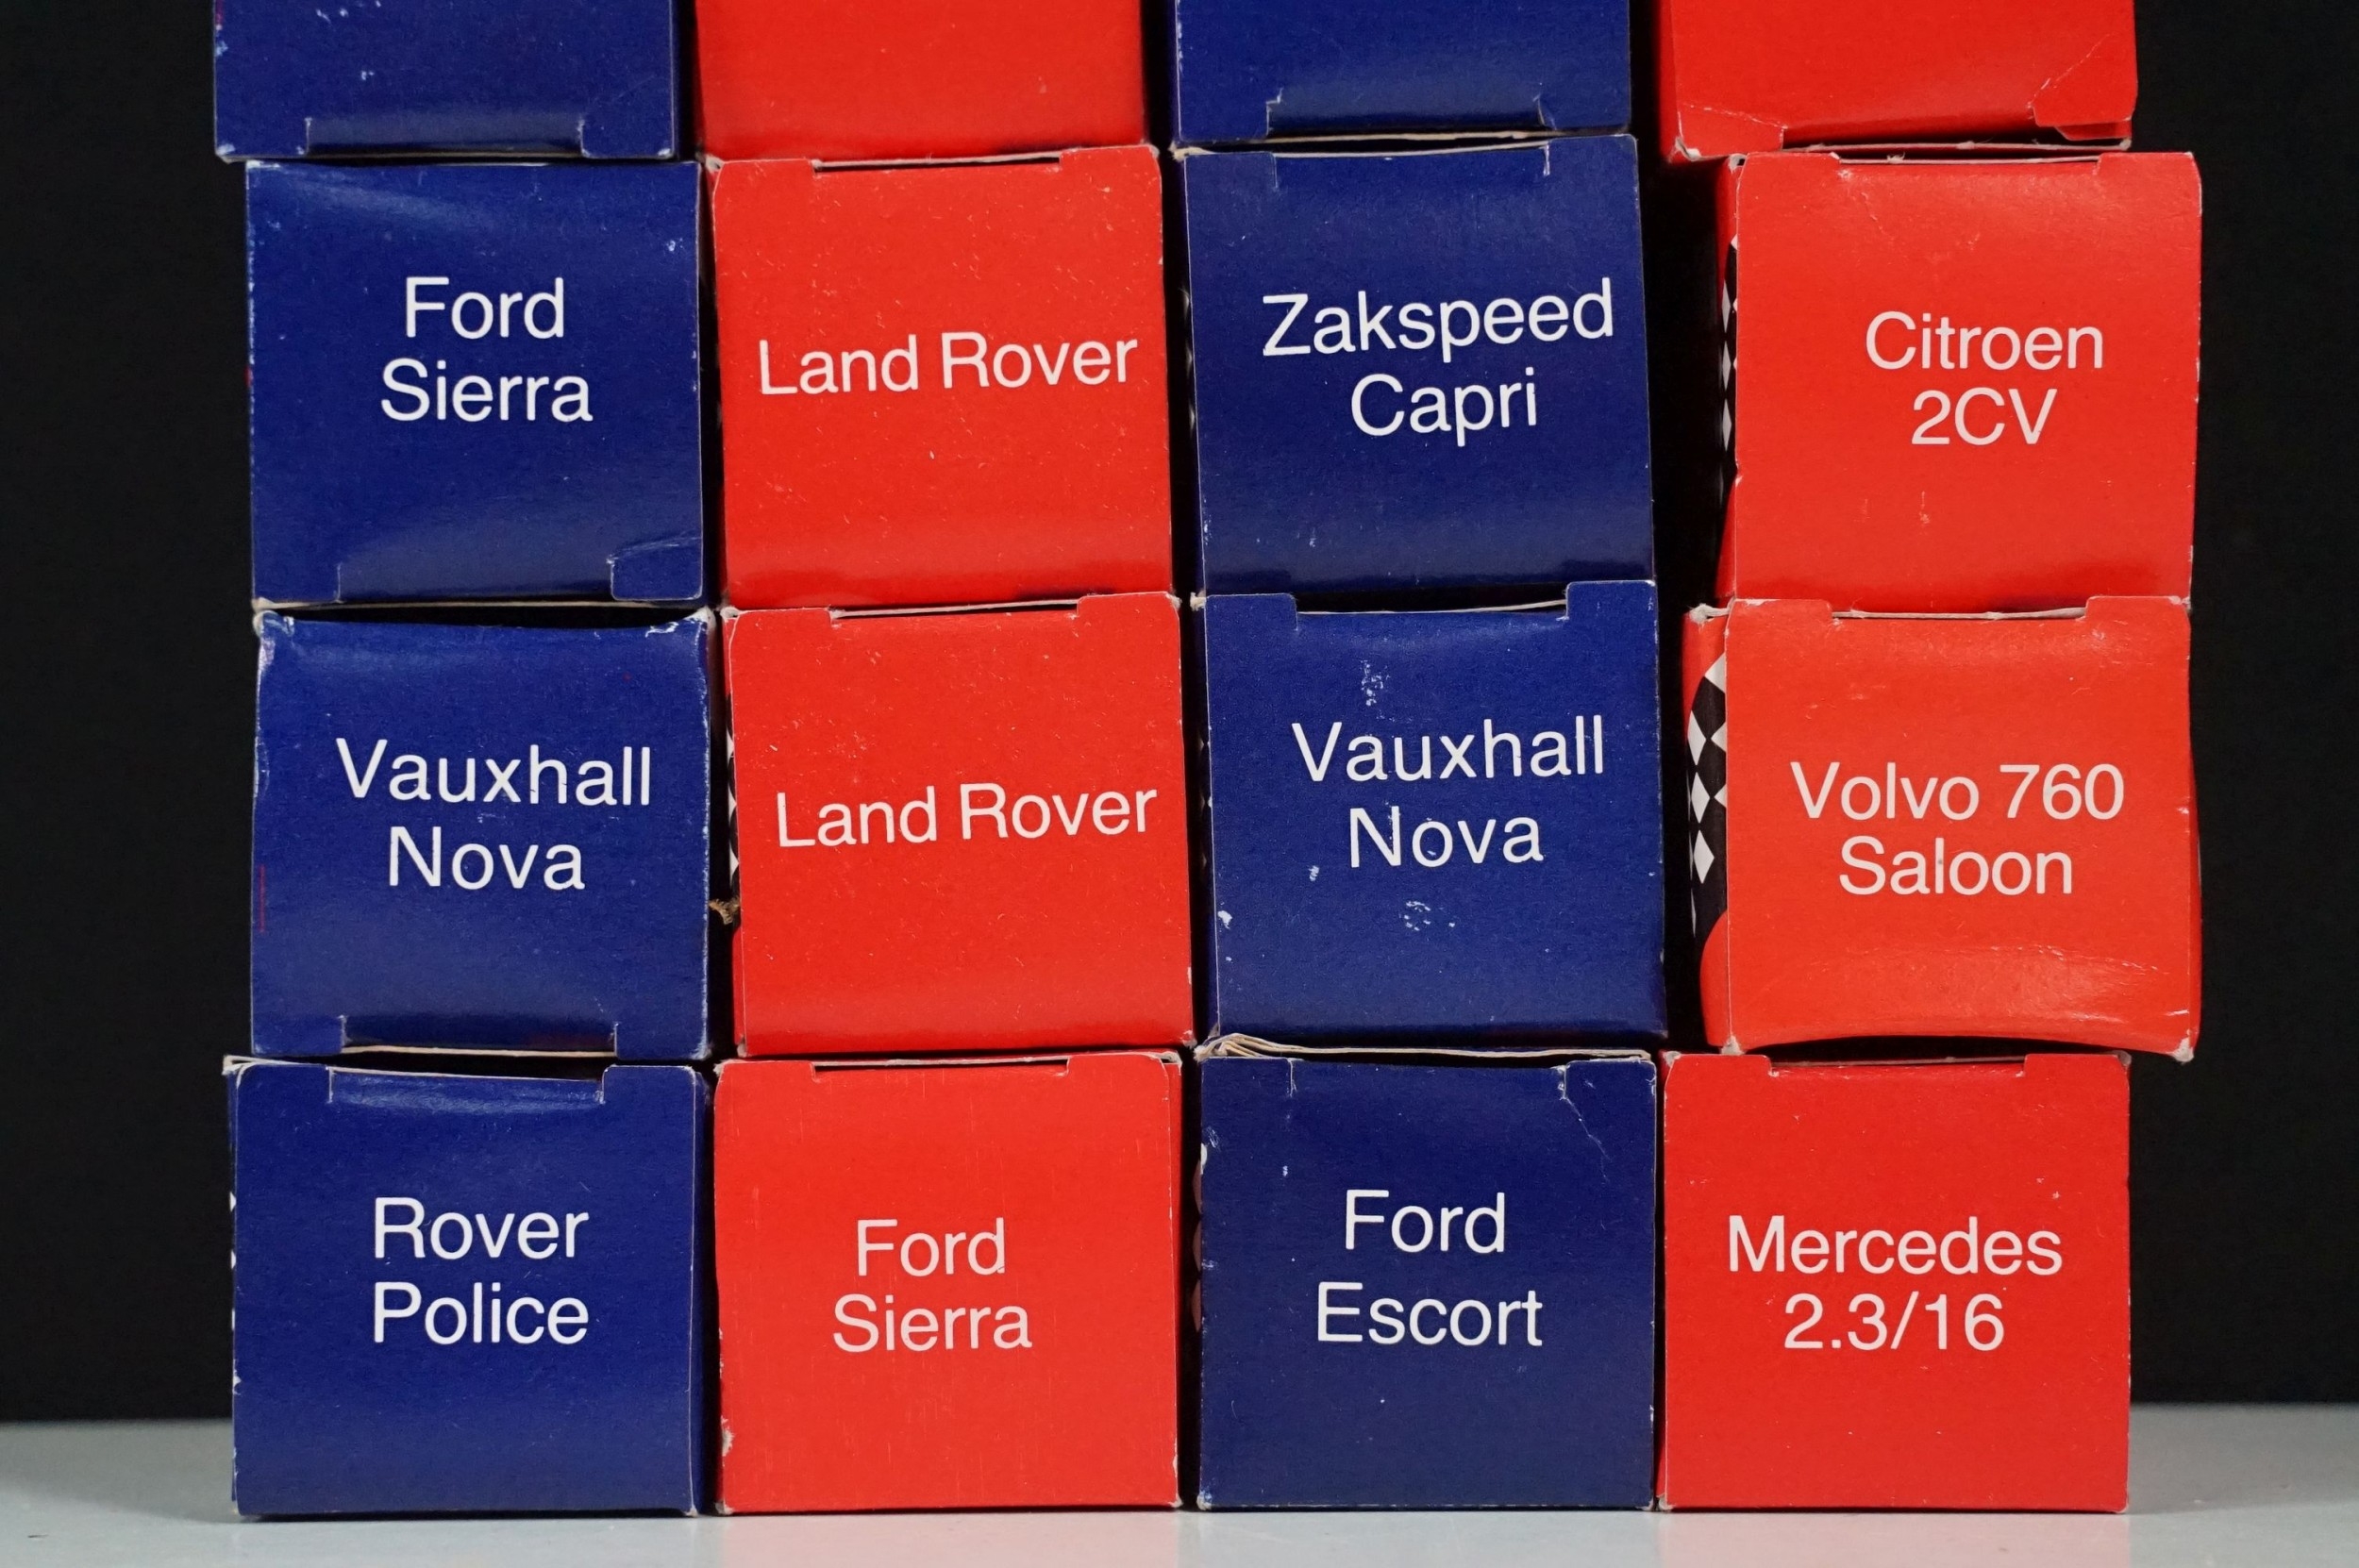 Ford
Sierra
Land Rover
Zakspeed
Capri
Citroen
2CV
Vauxhall
Nova
Land Rover
Vauxhall
Nova
Volvo 760
Saloon
Rover
Police
Ford
Sierra
Ford
Escort
Mercedes
2.3/16